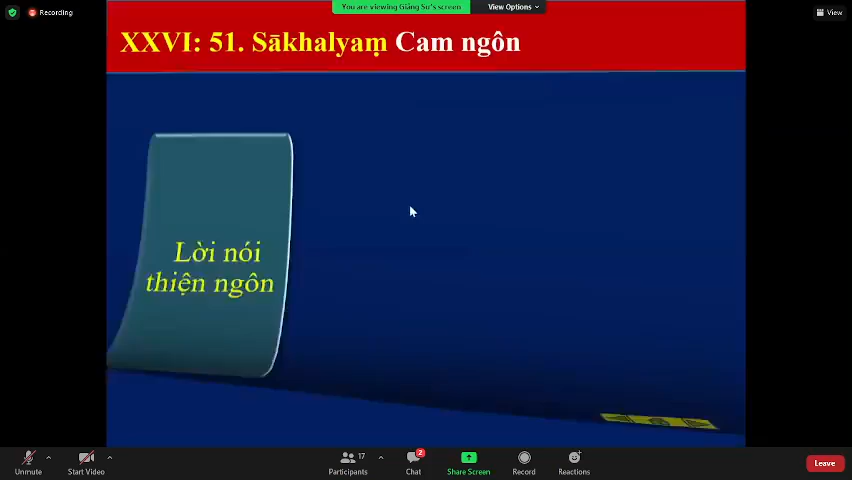 You are viewing Giảng Sư's screen
View Options
Recording
View
XXVI: 51. Sākhalyaṃ Cam ngôn
Lời nói
thiện ngôn
Unmute
Start Video
17
Participants
2
Chat
Share Screen
Record
Reactions
Leave